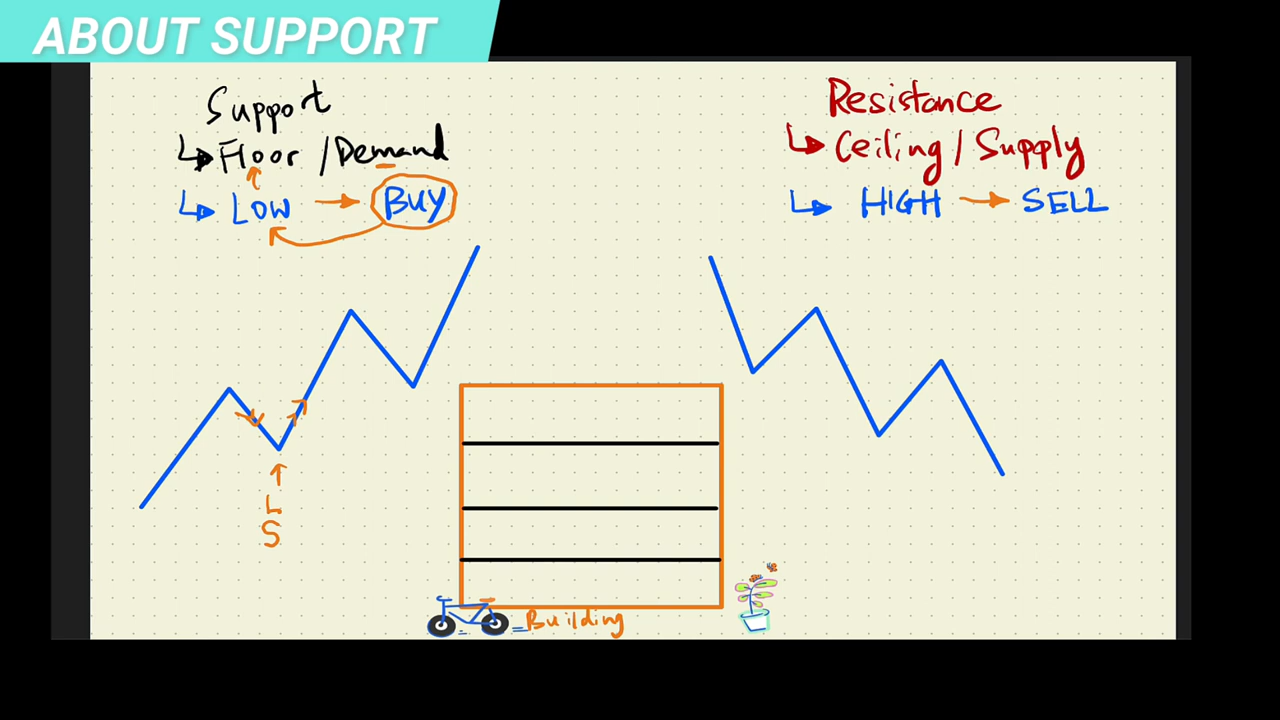 ABOUT SUPPORT
Support
Floor / Demand
LOW BUY
Resistance
Ceiling / Supply
HIGH SELL
L
S
Building